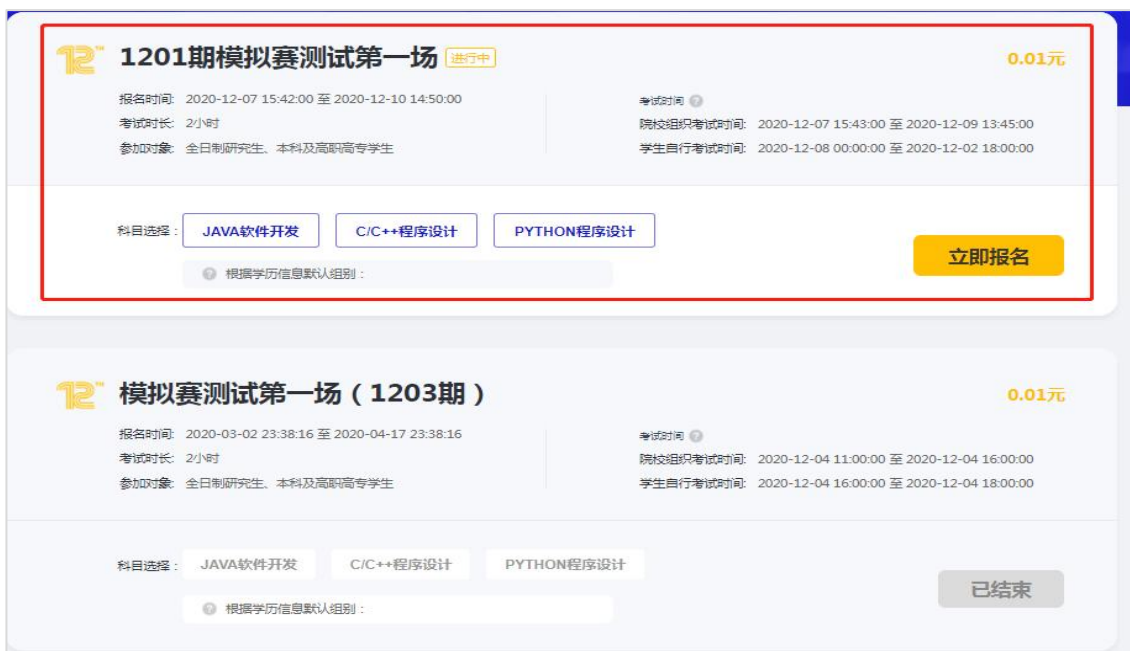 12™ 1201期模拟赛测试第一场 进行中 0.01元
报名时间: 2020-12-07 15:42:00 至 2020-12-10 14:50:00 考试时间 ?
考试时长: 2小时 院校组织考试时间: 2020-12-07 15:43:00 至 2020-12-09 13:45:00
参加对象: 全日制研究生、本科及高职高专学生 学生自行考试时间: 2020-12-08 00:00:00 至 2020-12-02 18:00:00
科目选择： JAVA软件开发 C/C++程序设计 PYTHON程序设计
立即报名
? 根据学历信息默认组别：
12™ 模拟赛测试第一场（1203期） 0.01元
报名时间: 2020-03-02 23:38:16 至 2020-04-17 23:38:16 考试时间 ?
考试时长: 2小时 院校组织考试时间: 2020-12-04 11:00:00 至 2020-12-04 16:00:00
参加对象: 全日制研究生、本科及高职高专学生 学生自行考试时间: 2020-12-04 16:00:00 至 2020-12-04 18:00:00
科目选择： JAVA软件开发 C/C++程序设计 PYTHON程序设计
已结束
? 根据学历信息默认组别：